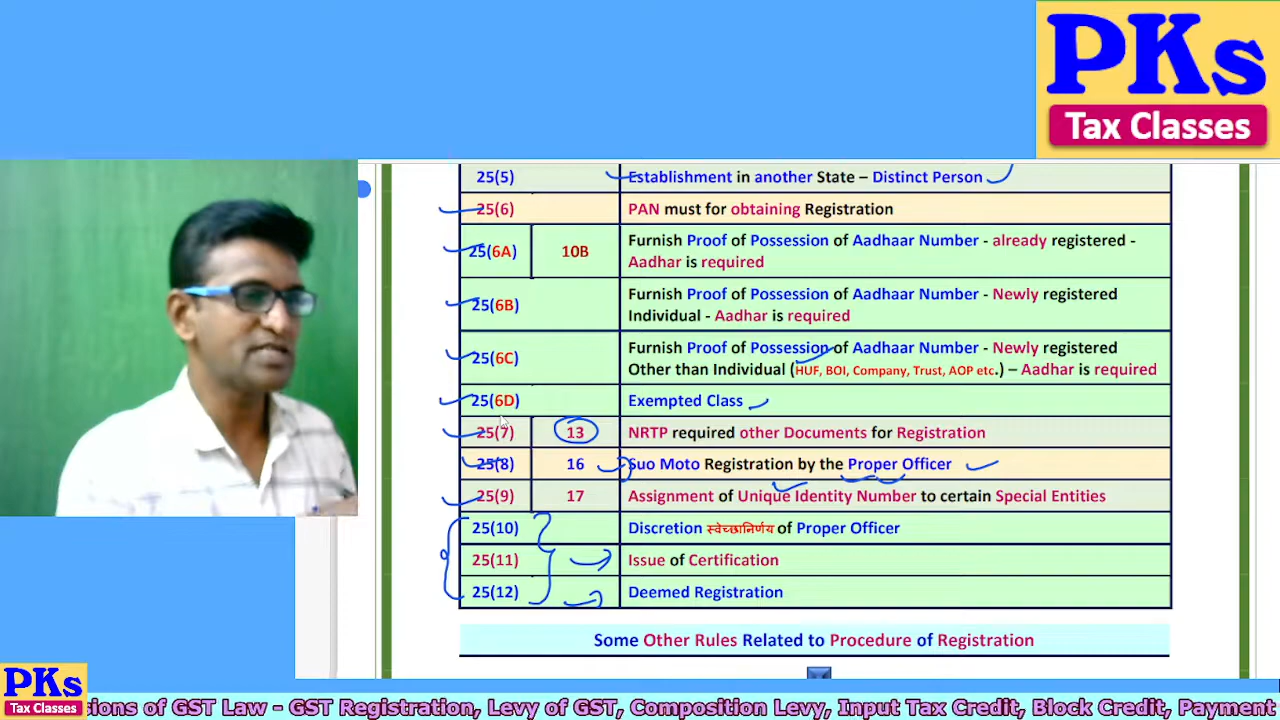 PKs
Tax Classes
25(5) Establishment in another State – Distinct Person
25(6) PAN must for obtaining Registration
25(6A) 10B Furnish Proof of Possession of Aadhaar Number - already registered -
Aadhar is required
25(6B) Furnish Proof of Possession of Aadhaar Number - Newly registered
Individual - Aadhar is required
25(6C) Furnish Proof of Possession of Aadhaar Number - Newly registered
Other than Individual (HUF, BOI, Company, Trust, AOP etc.) – Aadhar is required
25(6D) Exempted Class
25(7) 13 NRTP required other Documents for Registration
25(8) 16 Suo Moto Registration by the Proper Officer
25(9) 17 Assignment of Unique Identity Number to certain Special Entities
25(10) Discretion स्वेच्छानिर्णय of Proper Officer
25(11) Issue of Certification
25(12) Deemed Registration
Some Other Rules Related to Procedure of Registration
PKs
Tax Classes
sions of GST Law - GST Registration, Levy of GST, Composition Levy, Input Tax Credit, Block Credit, Payment